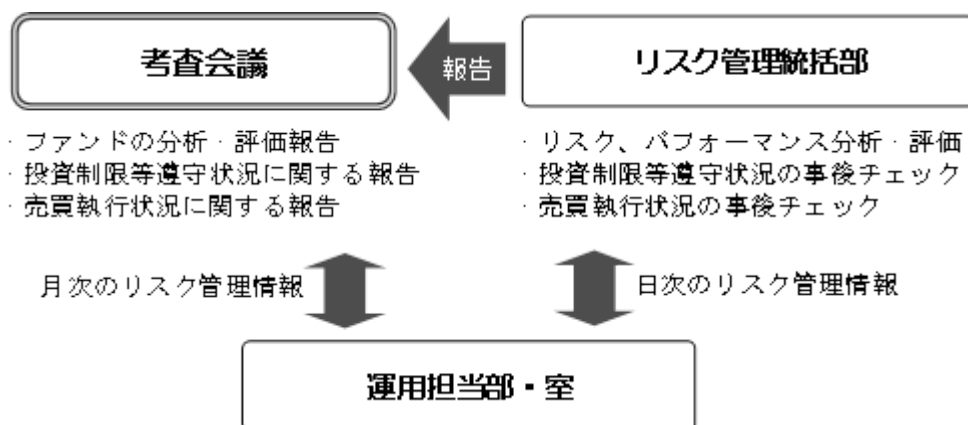 考査会議
報告
リスク管理統括部
· ファンドの分析 · 評価報告
· 投資制限等遵守状況に関する報告
· 売買執行状況に関する報告
· リスク、パフォーマンス分析 · 評価
· 投資制限等遵守状況の事後チェック
· 売買執行状況の事後チェック
月次のリスク管理情報
日次のリスク管理情報
運用担当部・室